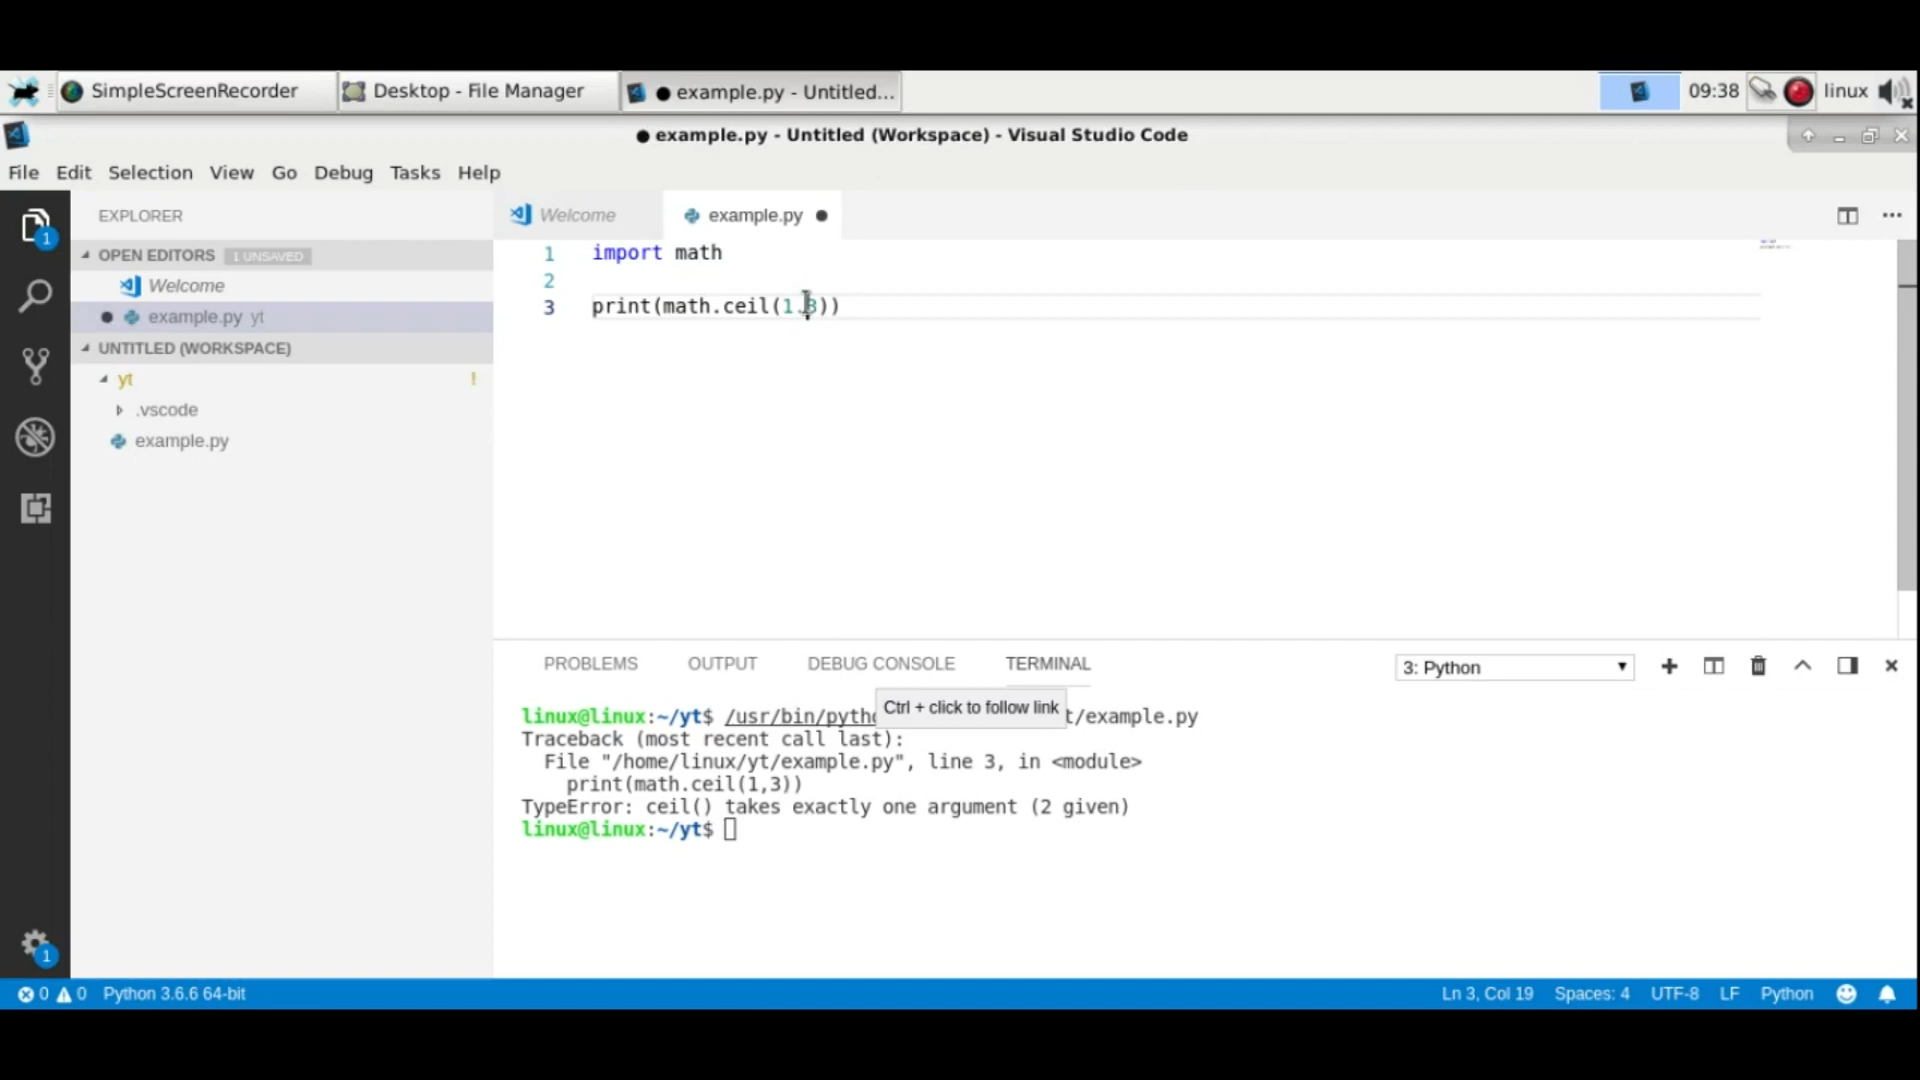 SimpleScreenRecorder
Desktop - File Manager
● example.py - Untitled...
09:38
linux
● example.py - Untitled (Workspace) - Visual Studio Code
File Edit Selection View Go Debug Tasks Help
EXPLORER
OPEN EDITORS 1 UNSAVED
Welcome
example.py yt
UNTITLED (WORKSPACE)
yt !
.vscode
example.py
1
1
Welcome
example.py ●
1 import math
2
3 print(math.ceil(1.3))
PROBLEMS OUTPUT DEBUG CONSOLE TERMINAL
3: Python
Ctrl + click to follow link
linux@linux:~/yt$ /usr/bin/pytho t/example.py
Traceback (most recent call last):
File "/home/linux/yt/example.py", line 3, in <module>
print(math.ceil(1,3))
TypeError: ceil() takes exactly one argument (2 given)
linux@linux:~/yt$
0 0 Python 3.6.6 64-bit
Ln 3, Col 19 Spaces: 4 UTF-8 LF Python